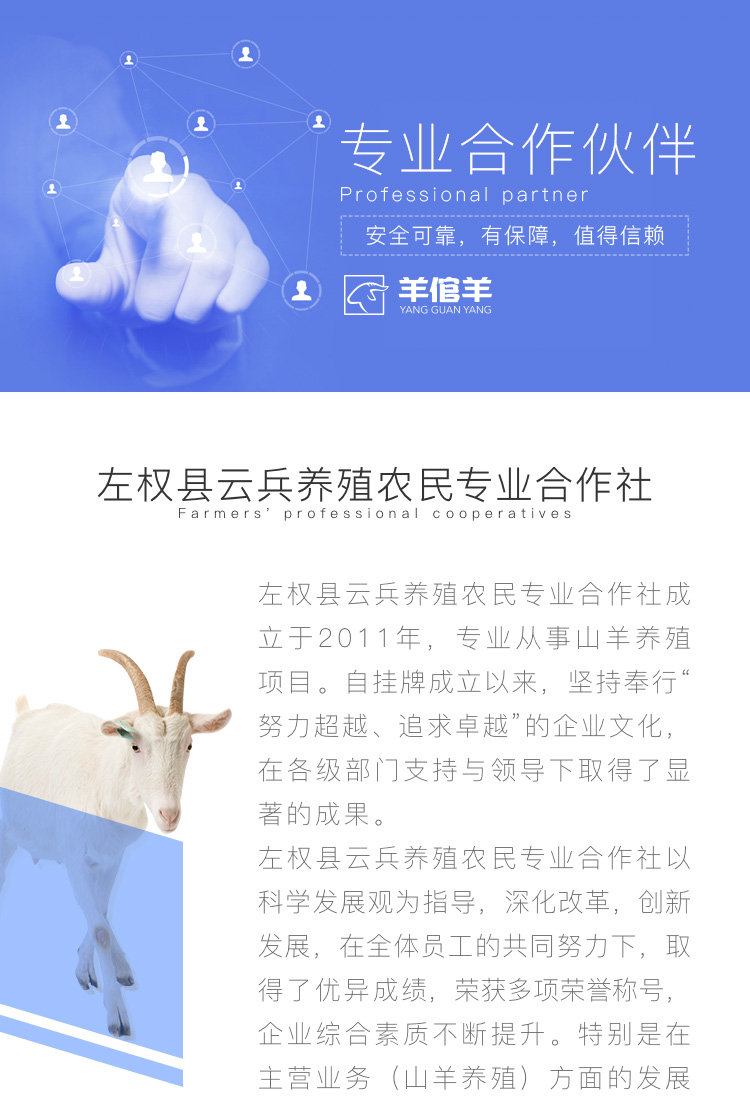 专业合作伙伴
Professional partner
安全可靠，有保障，值得信赖
羊倌羊
YANG GUAN YANG
左权县云兵养殖农民专业合作社
Farmers' professional cooperatives
左权县云兵养殖农民专业合作社成
立于2011年，专业从事山羊养殖
项目。自挂牌成立以来，坚持奉行“
努力超越、追求卓越”的企业文化，
在各级部门支持与领导下取得了显
著的成果。
左权县云兵养殖农民专业合作社以
科学发展观为指导，深化改革，创新
发展，在全体员工的共同努力下，取
得了优异成绩，荣获多项荣誉称号，
企业综合素质不断提升。特别是在
主营业务（山羊养殖）方面的发展